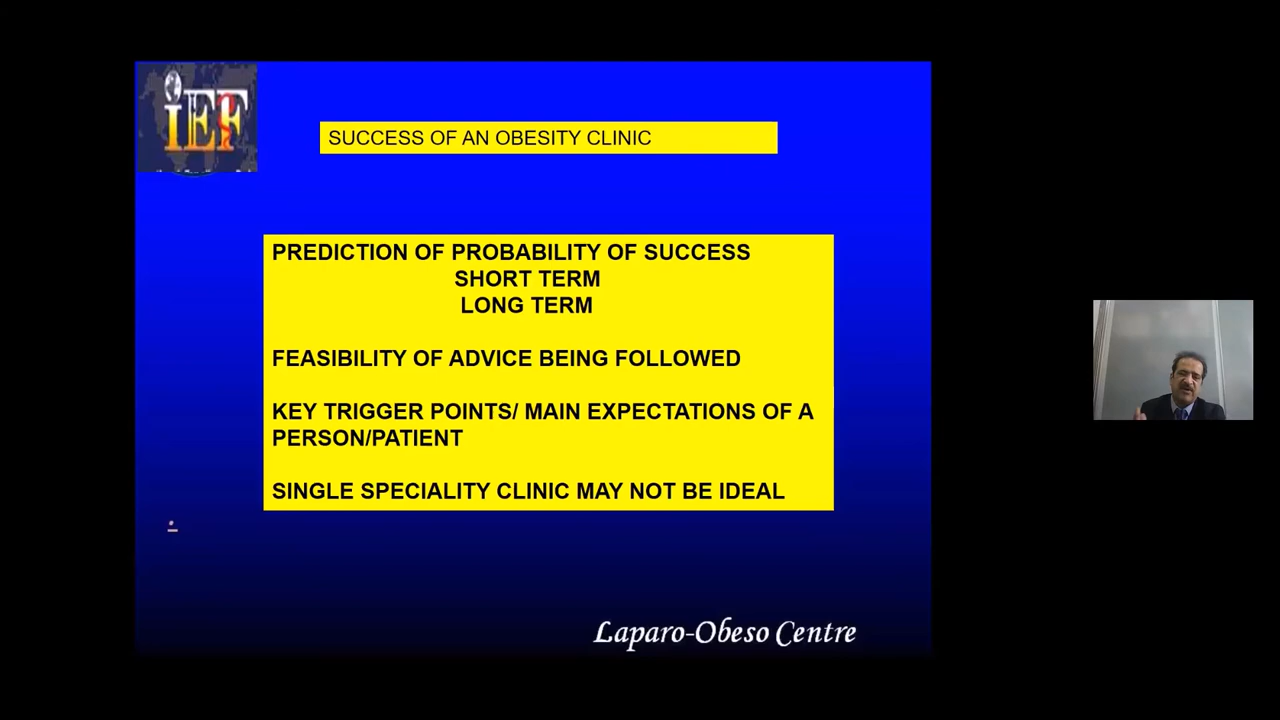 iEF
SUCCESS OF AN OBESITY CLINIC
PREDICTION OF PROBABILITY OF SUCCESS
SHORT TERM
LONG TERM
FEASIBILITY OF ADVICE BEING FOLLOWED
KEY TRIGGER POINTS/ MAIN EXPECTATIONS OF A
PERSON/PATIENT
SINGLE SPECIALITY CLINIC MAY NOT BE IDEAL
Laparo-Obeso Centre